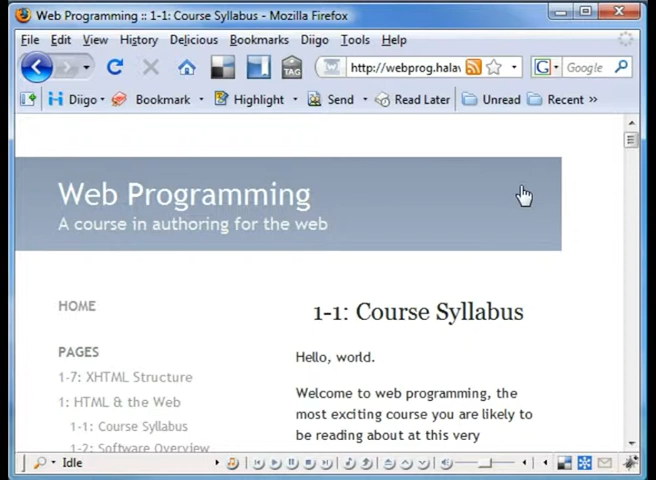 Web Programming :: 1-1: Course Syllabus - Mozilla Firefox
File Edit View History Delicious Bookmarks Diigo Tools Help
TAG http://webprog.hala G Google
Diigo Bookmark Highlight Send Read Later Unread Recent »
Web Programming
A course in authoring for the web
HOME
PAGES
1-7: XHTML Structure
1: HTML & the Web
1-1: Course Syllabus
1-2: Software Overview
1-1: Course Syllabus
Hello, world.
Welcome to web programming, the
most exciting course you are likely to
be reading about at this very
Idle